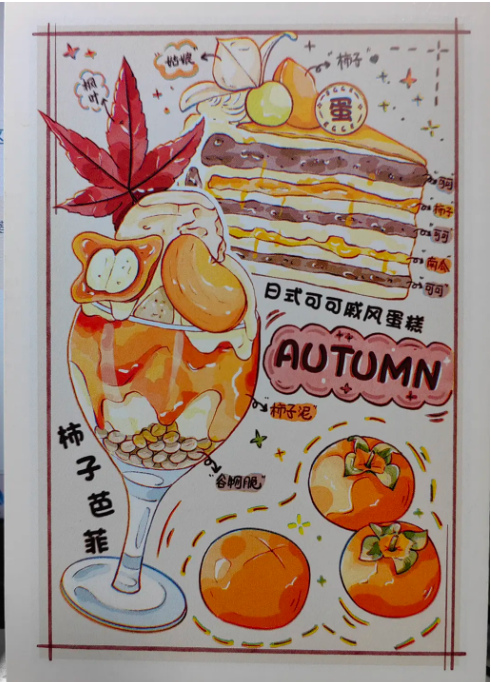 "姑娘"
"柿子"
枫叶
蛋
可可
柿子
可可
南瓜
可可
日式可可戚风蛋糕
AUTUMN
"柿子泥"
"谷物脆"
柿子芭菲